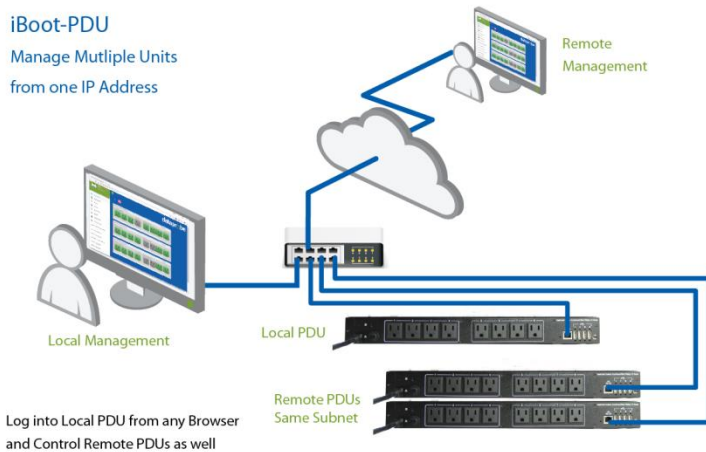 iBoot-PDU
Manage Mutliple Units
from one IP Address
Remote
Management
Local Management
Local PDU
Remote PDUs
Same Subnet
Log into Local PDU from any Browser
and Control Remote PDUs as well